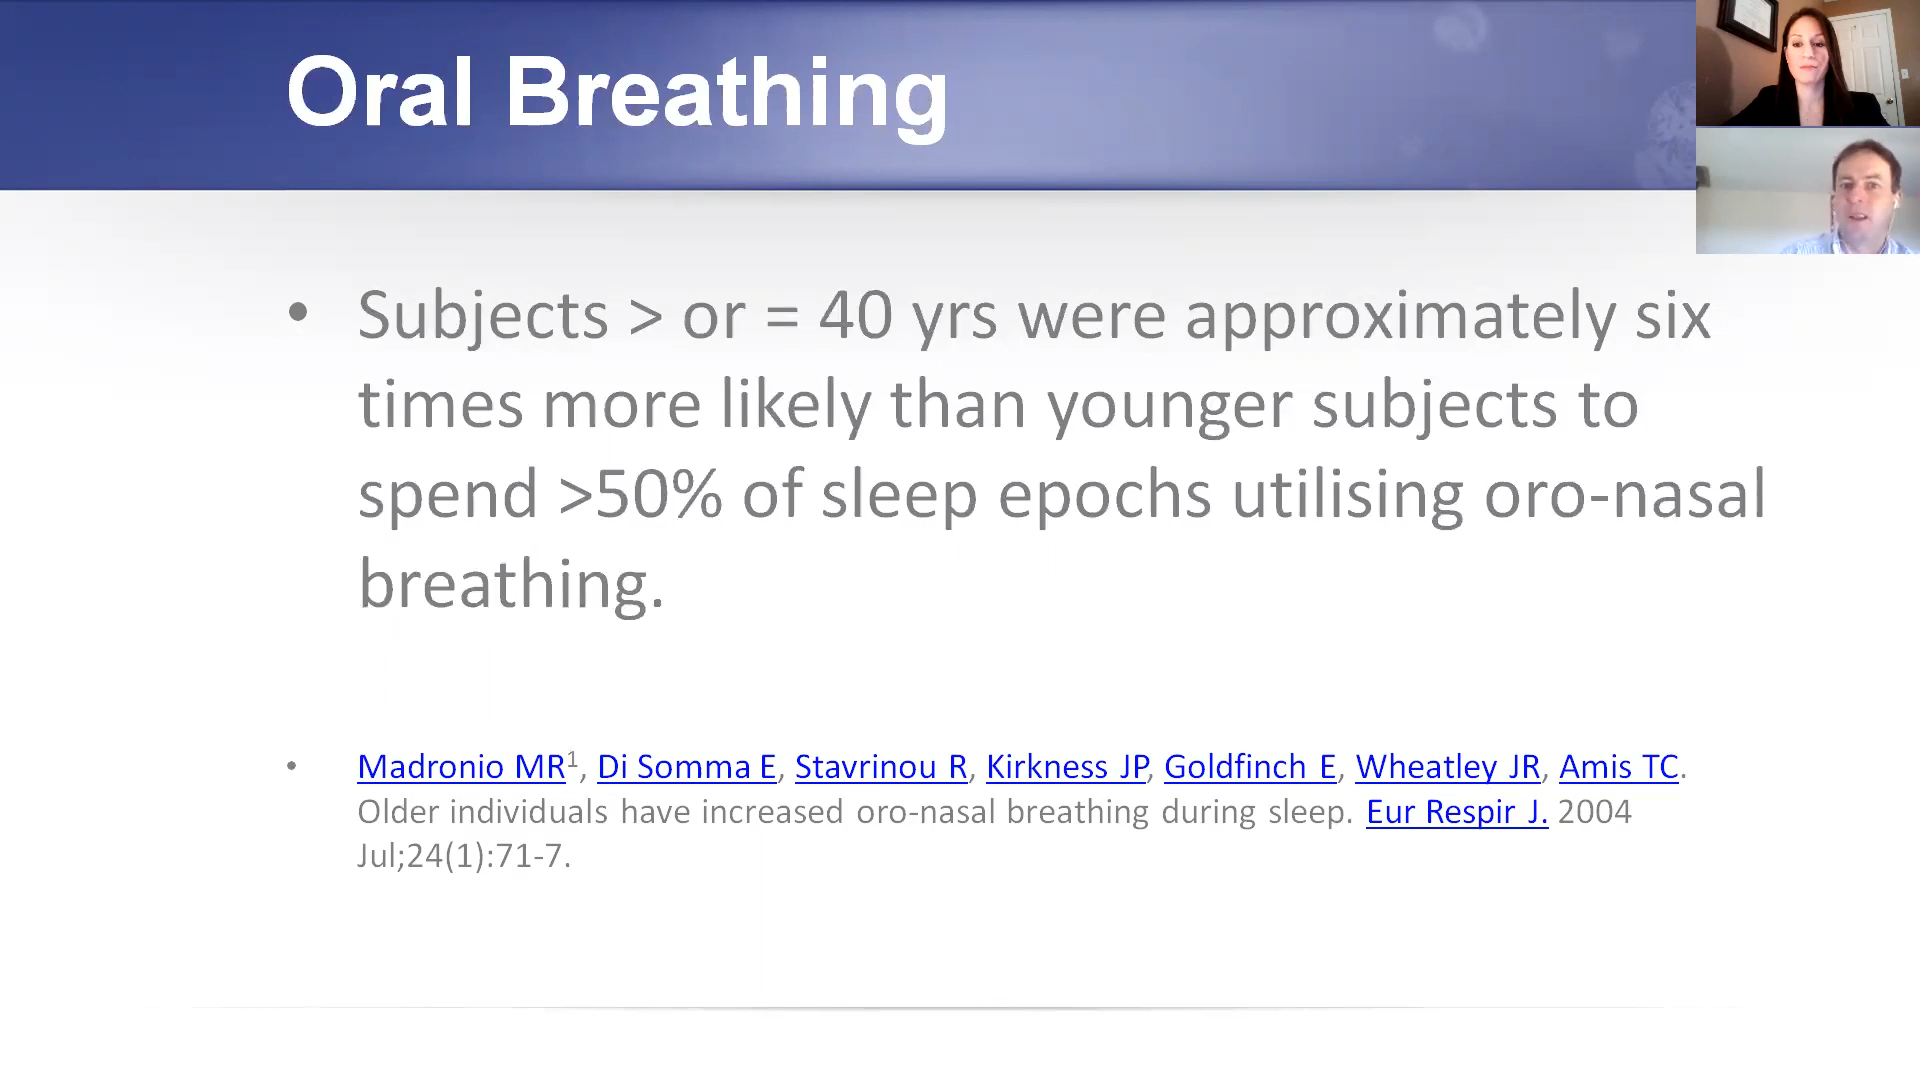 Oral Breathing
• Subjects > or = 40 yrs were approximately six
times more likely than younger subjects to
spend >50% of sleep epochs utilising oro-nasal
breathing.
• Madronio MR¹, Di Somma E, Stavrinou R, Kirkness JP, Goldfinch E, Wheatley JR, Amis TC.
Older individuals have increased oro-nasal breathing during sleep. Eur Respir J. 2004
Jul;24(1):71-7.